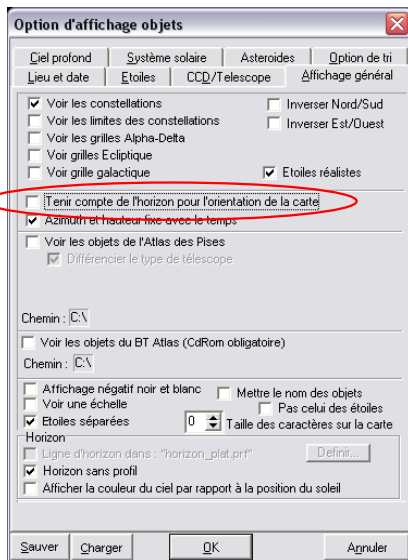 Option d'affichage objets
Ciel profond Système solaire Asteroides Option de tri
Lieu et date Etoiles CCD/Telescope Affichage général
Voir les constellations Inverser Nord/Sud
Voir les limites des constellations Inverser Est/Ouest
Voir les grilles Alpha-Delta
Voir grilles Ecliptique
Voir grille galactique Etoiles réalistes
Tenir compte de l'horizon pour l'orientation de la carte
Azimuth et hauteur fixe avec le temps
Voir les objets de l'Atlas des Pises
Différencier le type de télescope
Chemin : C:\
Voir les objets du BT Atlas (CdRom obligatoire)
Chemin : C:\
Affichage négatif noir et blanc Mettre le nom des objets
Voir une échelle Pas celui des étoiles
Etoiles séparées 0 Taille des caractères sur la carte
Horizon
Ligne d'horizon dans : "horizon_plat.prf" Definir...
Horizon sans profil
Afficher la couleur du ciel par rapport à la position du soleil
Sauver Charger OK Annuler